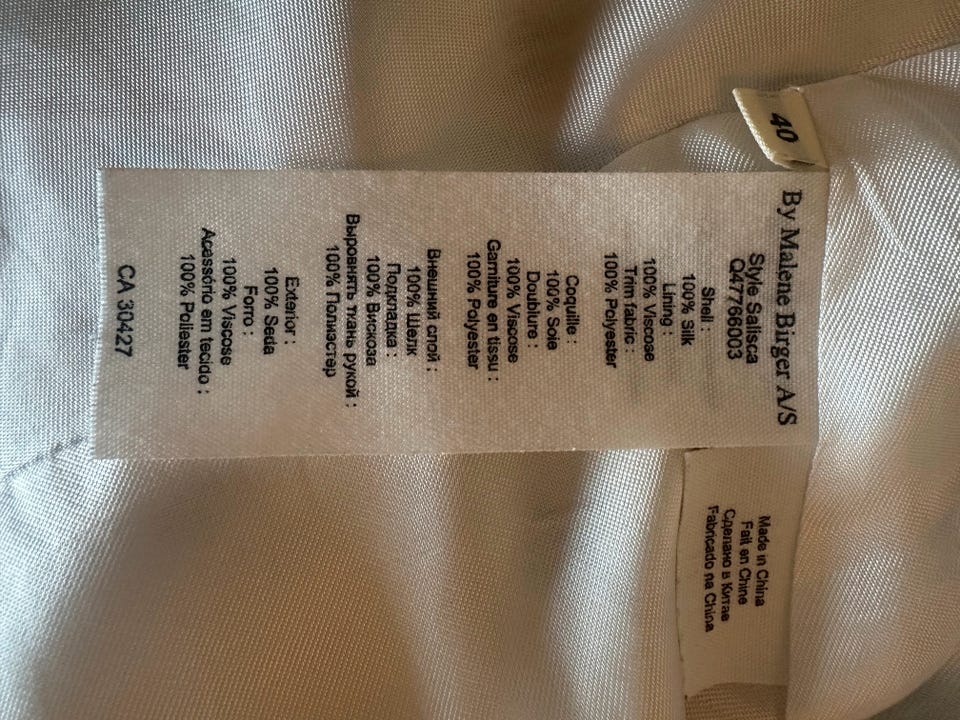 40
By Malene Birger A/S
Style Salisca
Q47766003
Shell :
100% Silk
Lining :
100% Viscose
Trim fabric :
100% Polyester
Coquille :
100% Soie
Doublure :
100% Viscose
Garniture en tissu :
100% Polyester
Внешний слой :
100% Шелк
Подкладка :
100% Вискоза
Выровнять ткань рукой :
100% Полиэстер
Exterior :
100% Seda
Forro :
100% Viscose
Acessório em tecido :
100% Poliester
CA 30427
Made in China
Fait en Chine
Сделано в Китае
Fabricado na China